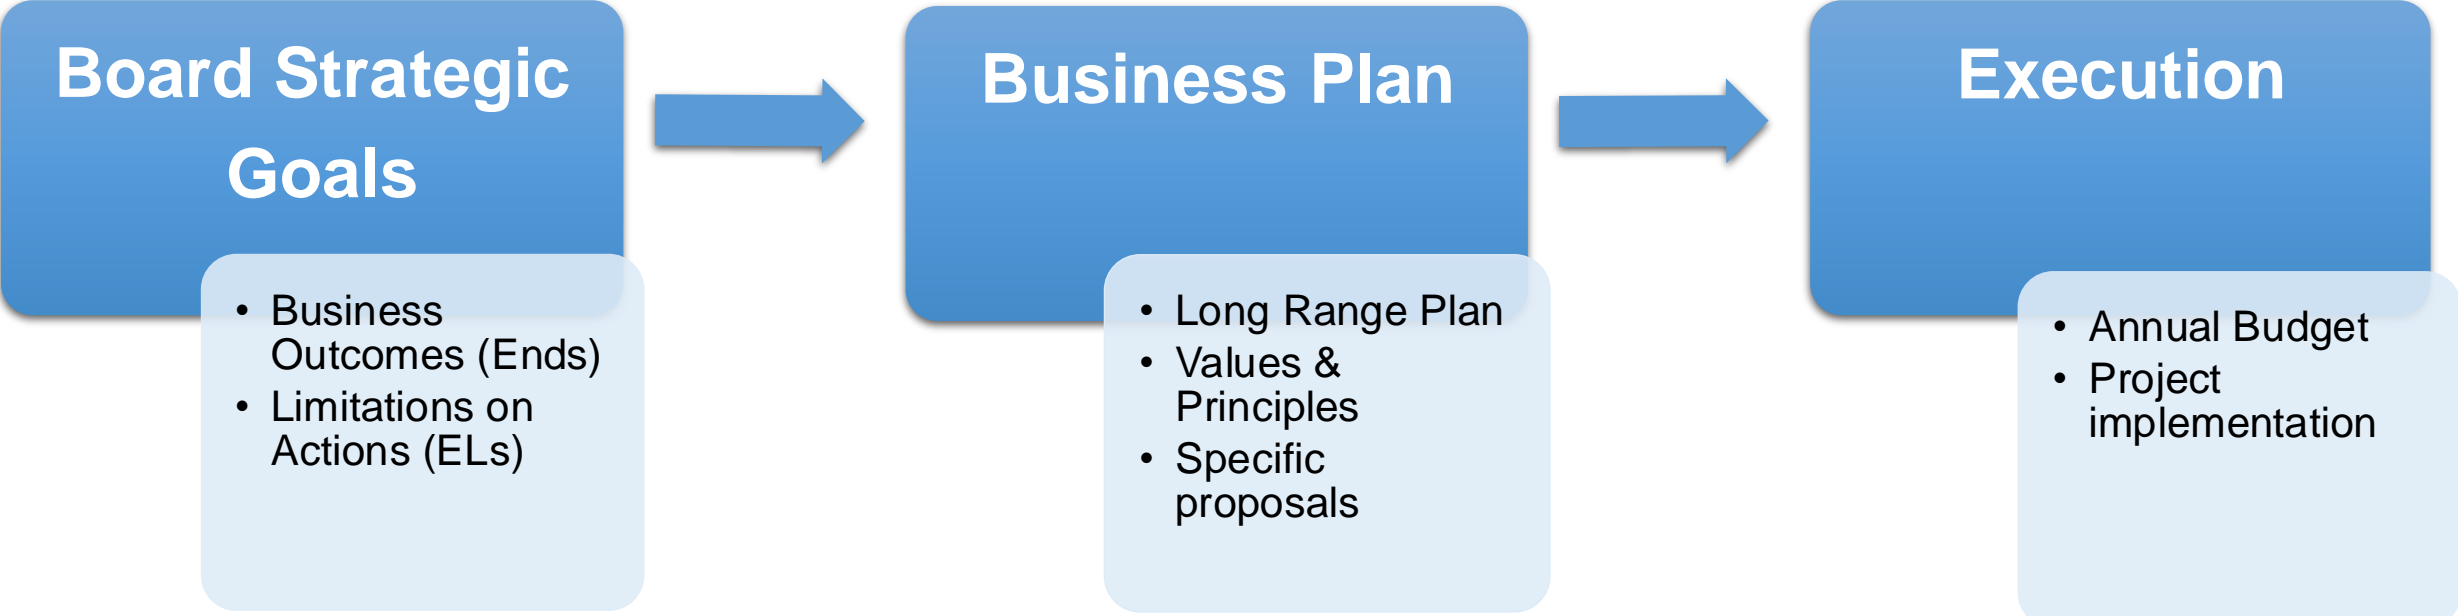 Board Strategic
Goals
• Business
Outcomes (Ends)
• Limitations on
Actions (ELs)
Business Plan
• Long Range Plan
• Values &
Principles
• Specific
proposals
Execution
• Annual Budget
• Project
implementation